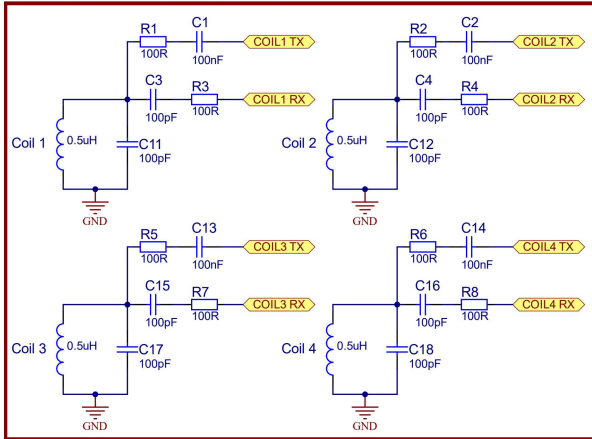 R1 C1 COIL1 TX
100R 100nF
C3 R3 COIL1 RX
100pF 100R
Coil 1 0.5uH C11
100pF
GND
R2 C2 COIL2 TX
100R 100nF
C4 R4 COIL2 RX
100pF 100R
Coil 2 0.5uH C12
100pF
GND
R5 C13 COIL3 TX
100R 100nF
C15 R7 COIL3 RX
100pF 100R
Coil 3 0.5uH C17
100pF
GND
R6 C14 COIL4 TX
100R 100nF
C16 R8 COIL4 RX
100pF 100R
Coil 4 0.5uH C18
100pF
GND